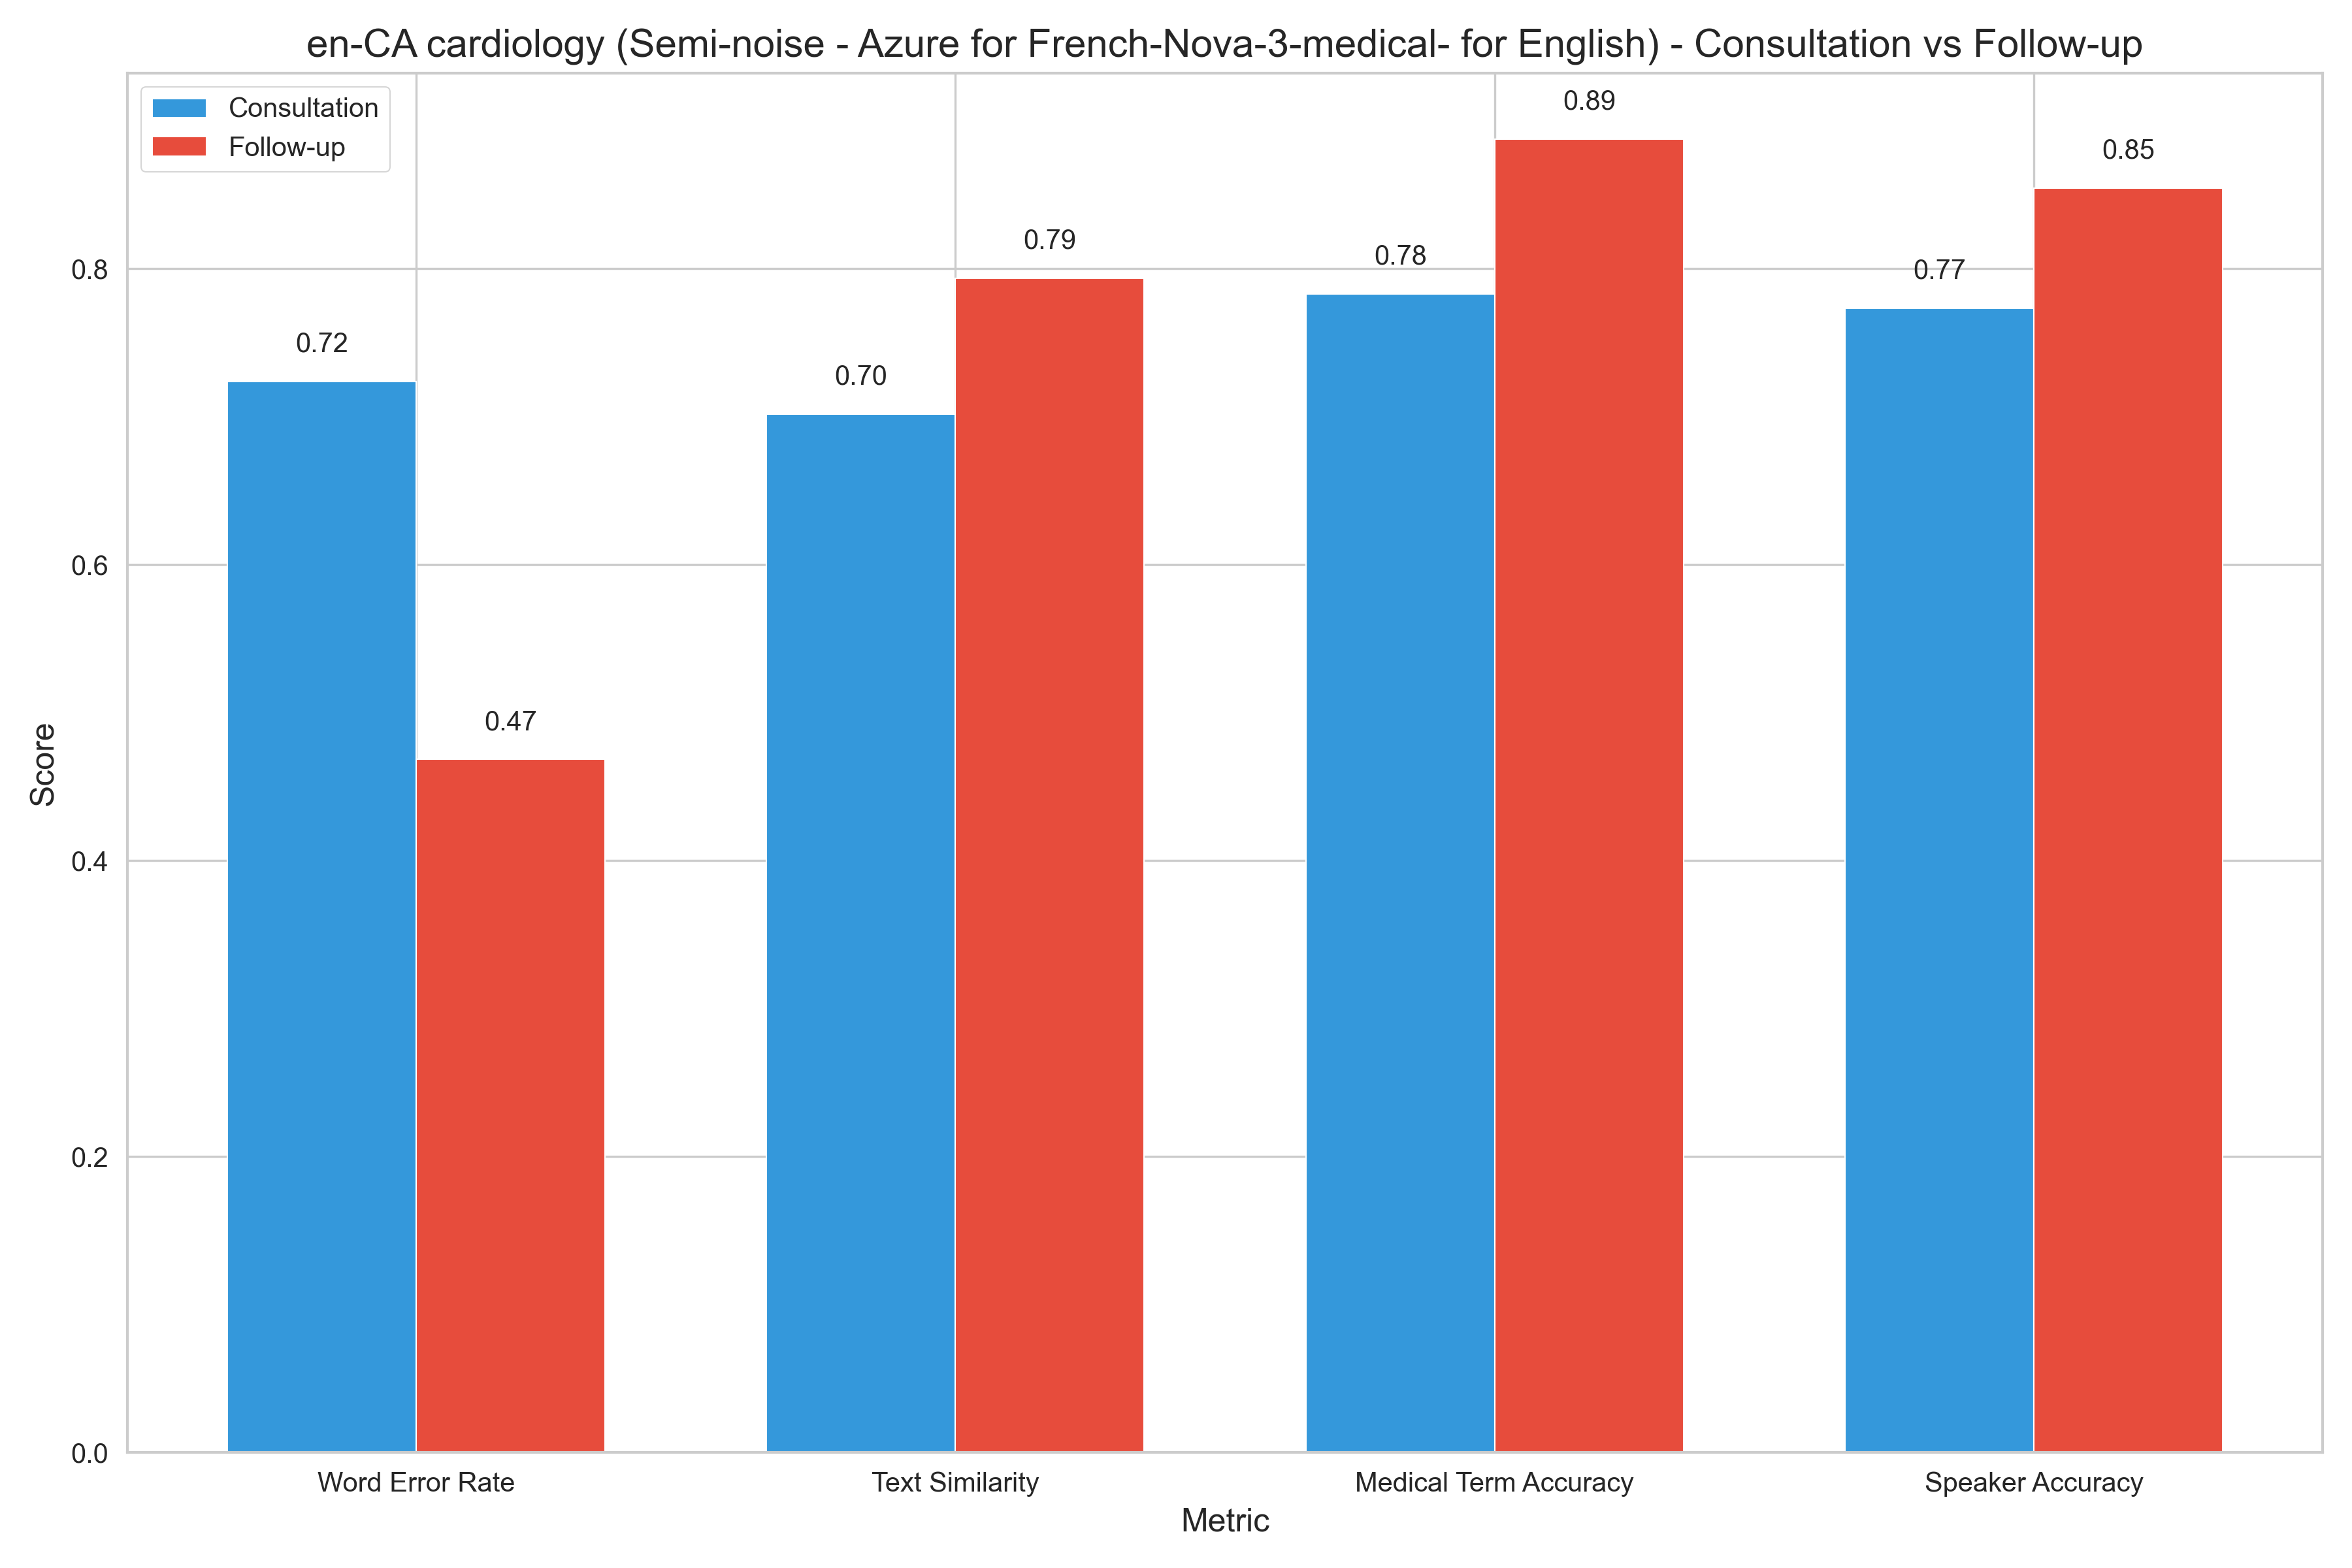 en-CA cardiology (Semi-noise - Azure for French-Nova-3-medical- for English) - Consultation vs Follow-up
Consultation
Follow-up
0.72
0.47
0.70
0.79
0.78
0.89
0.77
0.85
Score
0.8
0.6
0.4
0.2
0.0
Word Error Rate
Text Similarity
Medical Term Accuracy
Speaker Accuracy
Metric